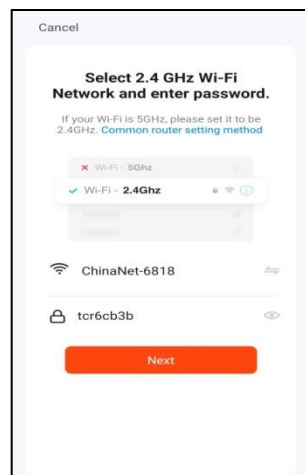 Cancel
Select 2.4 GHz Wi-Fi
Network and enter password.
If your Wi-Fi is 5GHz, please set it to be
2.4GHz. Common router setting method
Wi-Fi - 5Ghz
Wi-Fi - 2.4Ghz
ChinaNet-6818
tcr6cb3b
Next